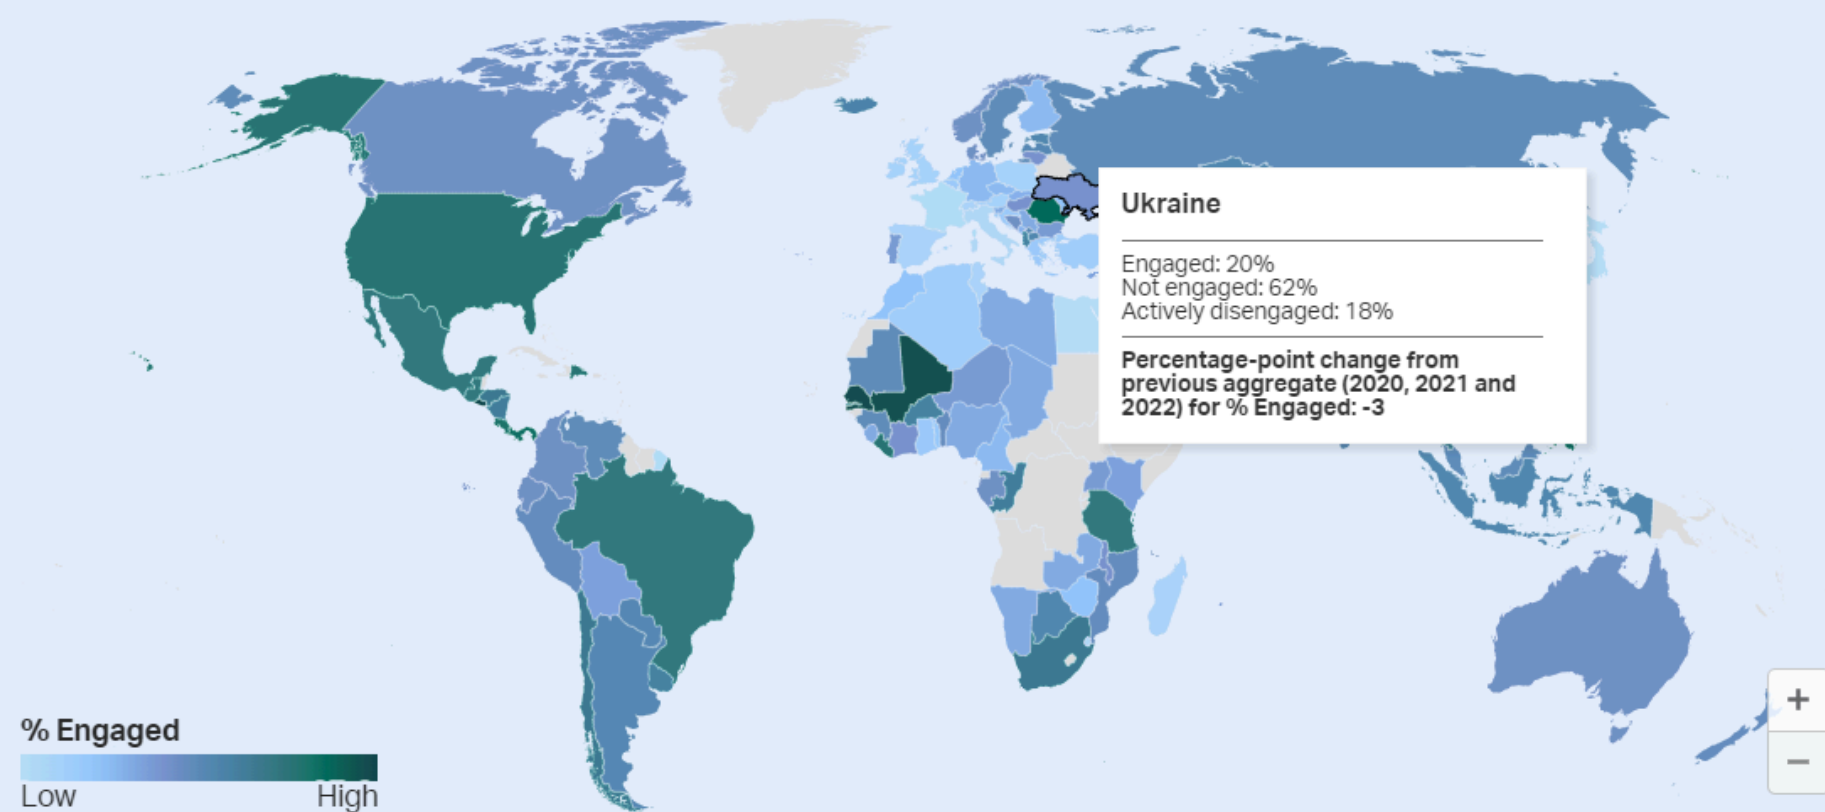 Ukraine
Engaged: 20%
Not engaged: 62%
Actively disengaged: 18%
Percentage-point change from
previous aggregate (2020, 2021 and
2022) for % Engaged: -3
% Engaged
Low High
+
−